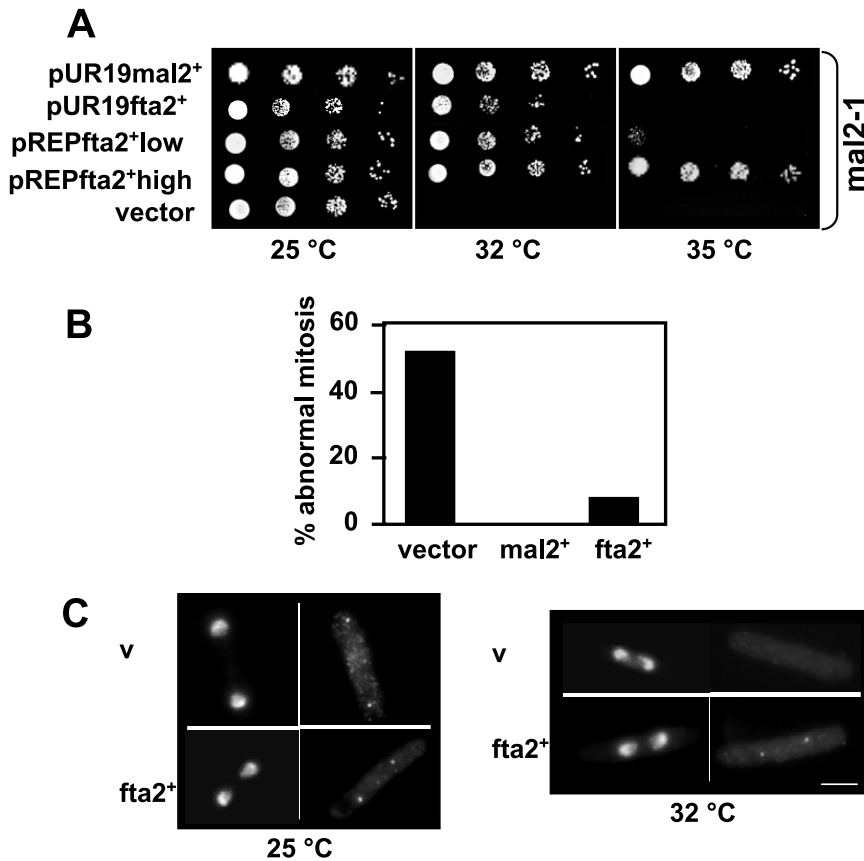 A
pUR19mal2+
pUR19fta2+
pREPfta2+low
pREPfta2+high
vector
mal2-1
25 °C
32 °C
35 °C
B
% abnormal mitosis
60
40
20
0
vector
mal2+
fta2+
C
v
fta2+
25 °C
v
fta2+
32 °C